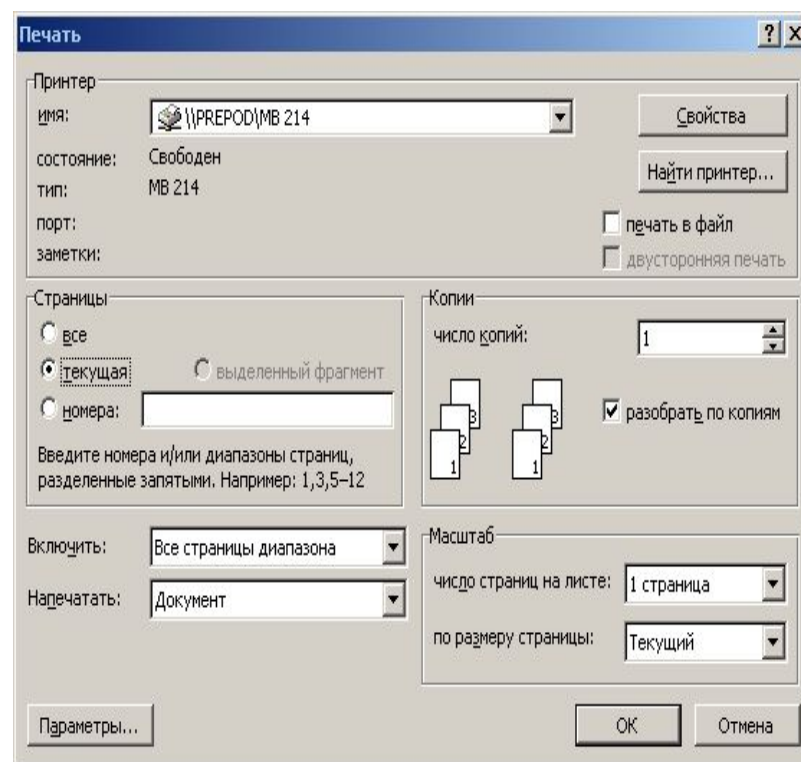 Печать
Принтер
имя: \\PREPOD\MB 214 Свойства
состояние: Свободен
Найти принтер...
тип: MB 214
порт:
печать в файл
заметки:
двусторонняя печать
Страницы
все
текущая выделенный фрагмент
номера:
Введите номера и/или диапазоны страниц,
разделенные запятыми. Например: 1,3,5–12
Копии
число копий: 1
3 3
2 2
1 1
разобрать по копиям
Включить: Все страницы диапазона
Напечатать: Документ
Масштаб
число страниц на листе: 1 страница
по размеру страницы: Текущий
Параметры... ОК Отмена